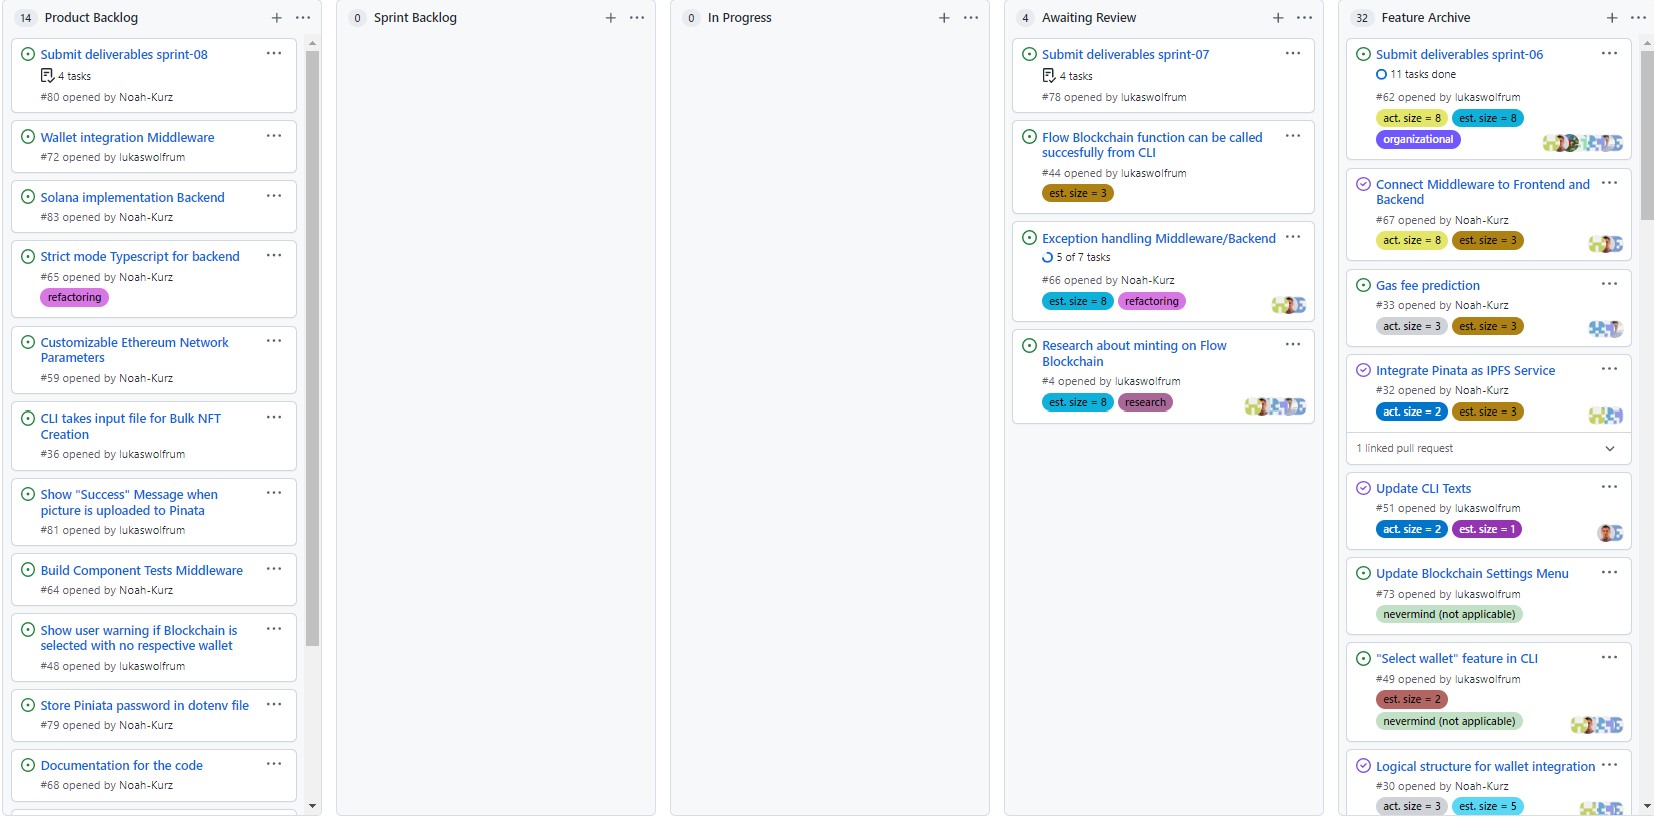 14 Product Backlog
Submit deliverables sprint-08
4 tasks
#80 opened by Noah-Kurz
Wallet integration Middleware
#72 opened by lukaswolfrum
Solana implementation Backend
#83 opened by Noah-Kurz
Strict mode Typescript for backend
#65 opened by Noah-Kurz
refactoring
Customizable Ethereum Network
Parameters
#59 opened by Noah-Kurz
CLI takes input file for Bulk NFT
Creation
#36 opened by lukaswolfrum
Show "Success" Message when
picture is uploaded to Pinata
#81 opened by lukaswolfrum
Build Component Tests Middleware
#64 opened by Noah-Kurz
Show user warning if Blockchain is
selected with no respective wallet
#48 opened by lukaswolfrum
Store Piniata password in dotenv file
#79 opened by Noah-Kurz
Documentation for the code
#68 opened by Noah-Kurz
0 Sprint Backlog
0 In Progress
4 Awaiting Review
Submit deliverables sprint-07
4 tasks
#78 opened by lukaswolfrum
Flow Blockchain function can be called
succesfully from CLI
#44 opened by lukaswolfrum
est. size = 3
Exception handling Middleware/Backend
5 of 7 tasks
#66 opened by Noah-Kurz
est. size = 8 refactoring
Research about minting on Flow
Blockchain
#4 opened by lukaswolfrum
est. size = 8 research
32 Feature Archive
Submit deliverables sprint-06
11 tasks done
#62 opened by lukaswolfrum
act. size = 8 est. size = 8
organizational
Connect Middleware to Frontend and
Backend
#67 opened by Noah-Kurz
act. size = 8 est. size = 3
Gas fee prediction
#33 opened by Noah-Kurz
act. size = 3 est. size = 3
Integrate Pinata as IPFS Service
#32 opened by Noah-Kurz
act. size = 2 est. size = 3
1 linked pull request
Update CLI Texts
#51 opened by lukaswolfrum
act. size = 2 est. size = 1
Update Blockchain Settings Menu
#73 opened by lukaswolfrum
nevermind (not applicable)
"Select wallet" feature in CLI
#49 opened by lukaswolfrum
est. size = 2
nevermind (not applicable)
Logical structure for wallet integration
#30 opened by Noah-Kurz
act. size = 3 est. size = 5